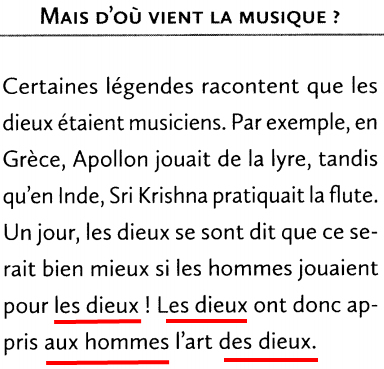 MAIS D'OÙ VIENT LA MUSIQUE ?
Certaines légendes racontent que les
dieux étaient musiciens. Par exemple, en
Grèce, Apollon jouait de la lyre, tandis
qu'en Inde, Sri Krishna pratiquait la flute.
Un jour, les dieux se sont dit que ce se-
rait bien mieux si les hommes jouaient
pour les dieux ! Les dieux ont donc ap-
pris aux hommes l'art des dieux.